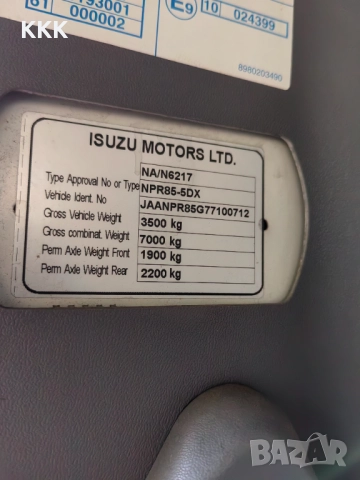 KKK
61 193001
000002
E9
10 024399
8980203490
ISUZU MOTORS LTD.
NA/N6217
Type Approval No or Type NPR85-5DX
Vehicle Ident. No JAANPR85G77100712
Gross Vehicle Weight 3500 kg
Gross combinat. Weight 7000 kg
Perm Axle Weight Front 1900 kg
Perm Axle Weight Rear 2200 kg
BAZAR